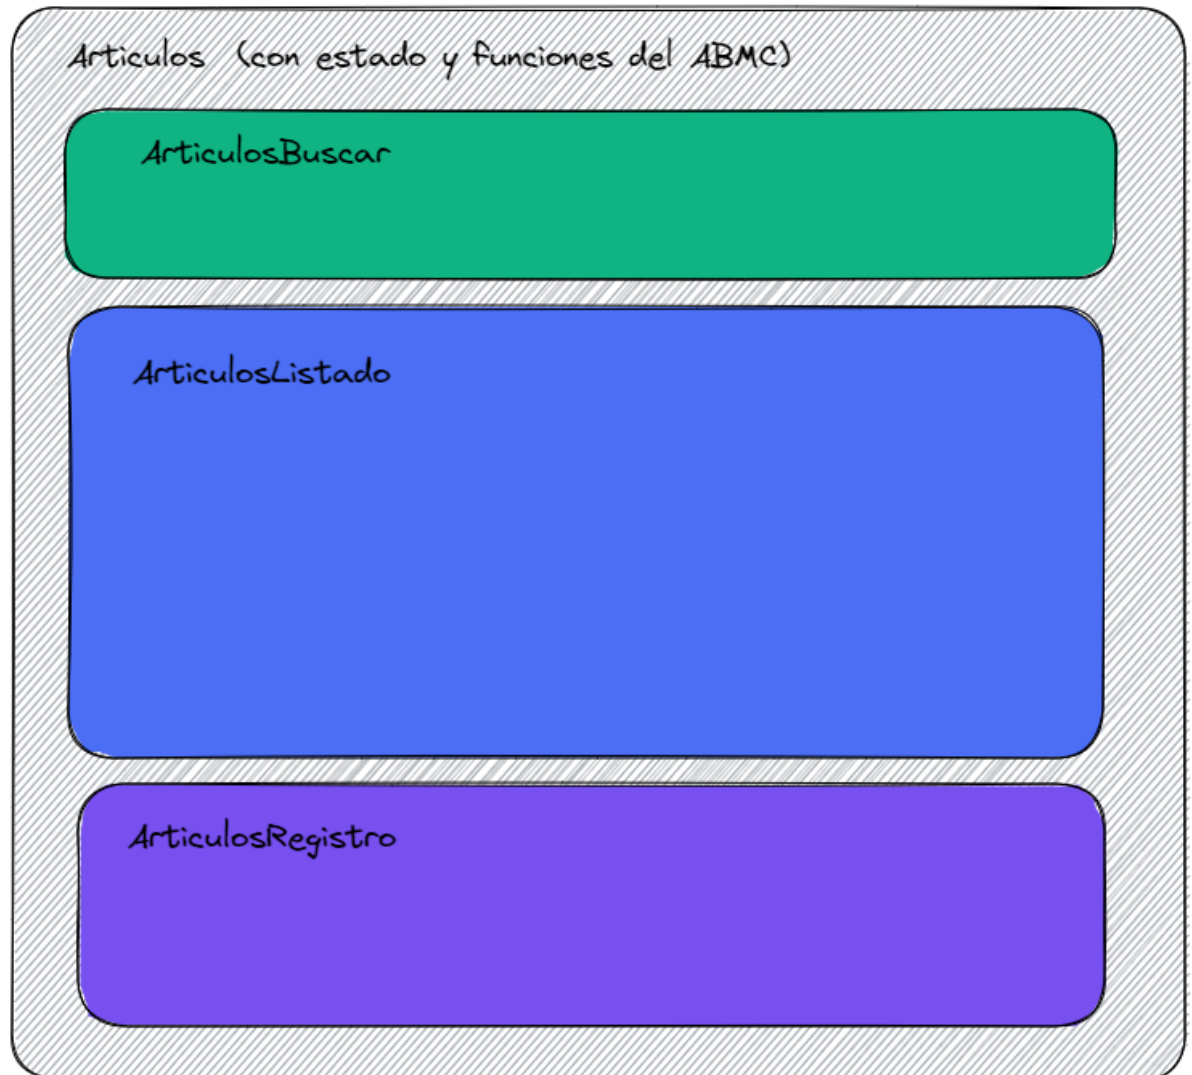 Articulos (con estado y funciones del ABMC)
ArticulosBuscar
ArticulosListado
ArticulosRegistro